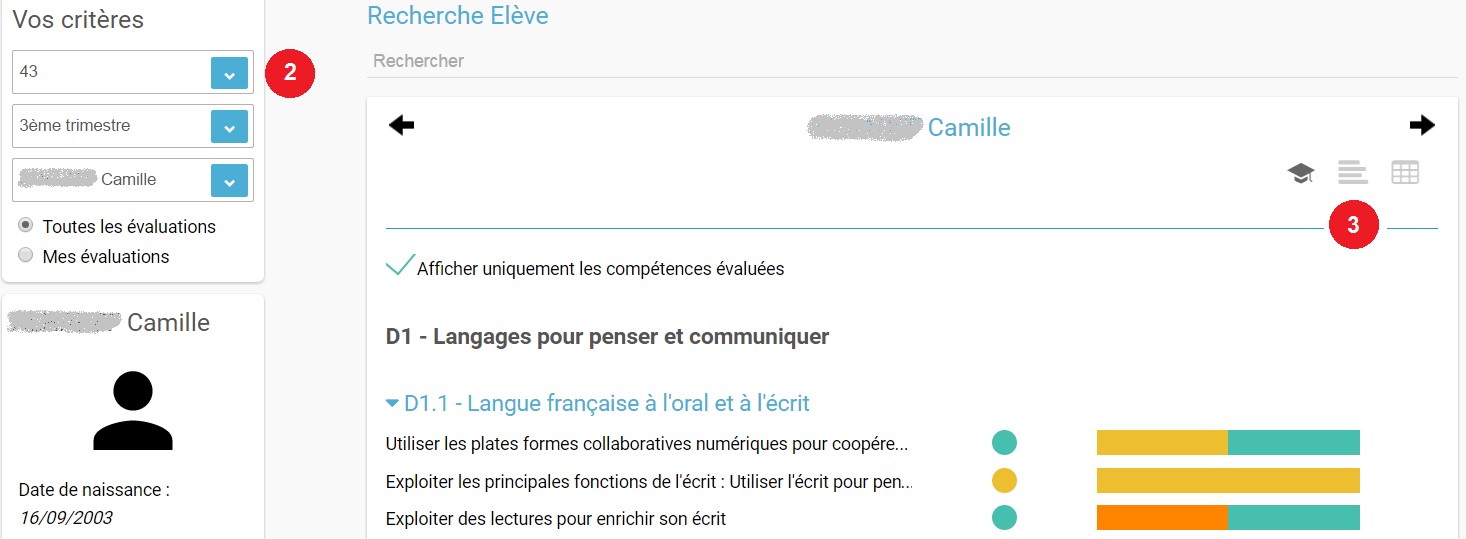 Vos critères
43
2
3ème trimestre
Camille
Toutes les évaluations
Mes évaluations
Camille
Date de naissance :
16/09/2003
Recherche Elève
Rechercher
Camille
3
Afficher uniquement les compétences évaluées
D1 - Langages pour penser et communiquer
D1.1 - Langue française à l'oral et à l'écrit
Utiliser les plates formes collaboratives numériques pour coopére...
Exploiter les principales fonctions de l'écrit : Utiliser l'écrit pour pen...
Exploiter des lectures pour enrichir son écrit